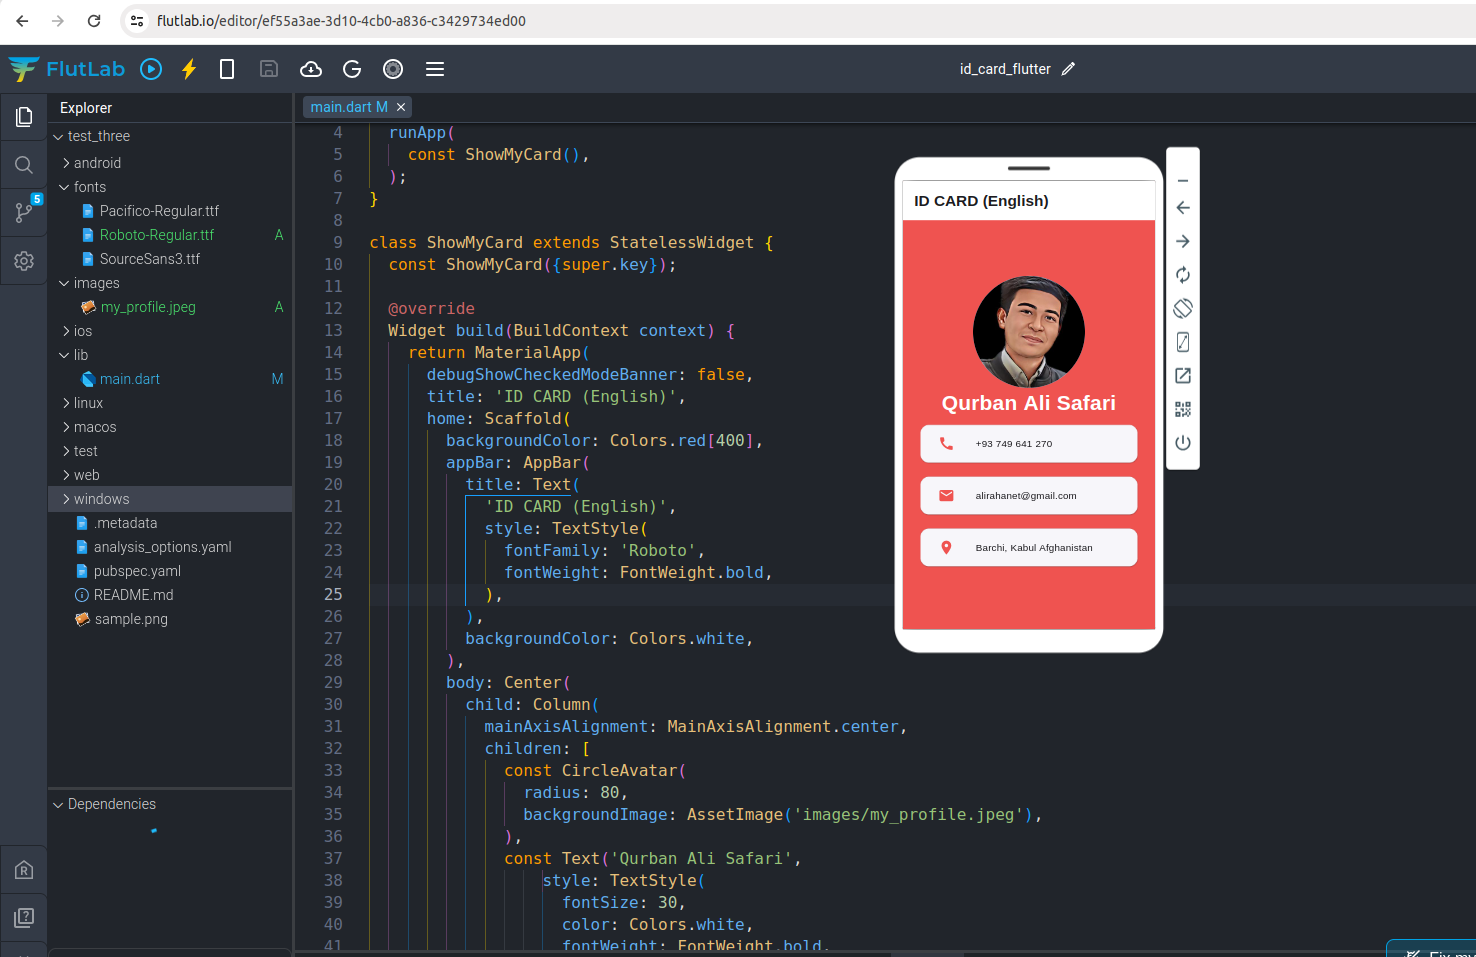 flutlab.io/editor/ef55a3ae-3d10-4cb0-a836-c3429734ed00
FlutLab
id_card_flutter
Explorer
main.dart M
test_three
android
fonts
Pacifico-Regular.ttf
Roboto-Regular.ttf A
SourceSans3.ttf
images
my_profile.jpeg A
ios
lib
main.dart M
linux
macos
test
web
windows
.metadata
analysis_options.yaml
pubspec.yaml
README.md
sample.png
Dependencies
5
4 runApp(
5 const ShowMyCard(),
6 );
7 }
8
9 class ShowMyCard extends StatelessWidget {
10 const ShowMyCard({super.key});
11
12 @override
13 Widget build(BuildContext context) {
14 return MaterialApp(
15 debugShowCheckedModeBanner: false,
16 title: 'ID CARD (English)',
17 home: Scaffold(
18 backgroundColor: Colors.red[400],
19 appBar: AppBar(
20 title: Text(
21 'ID CARD (English)',
22 style: TextStyle(
23 fontFamily: 'Roboto',
24 fontWeight: FontWeight.bold,
25 ),
26 ),
27 backgroundColor: Colors.white,
28 ),
29 body: Center(
30 child: Column(
31 mainAxisAlignment: MainAxisAlignment.center,
32 children: [
33 const CircleAvatar(
34 radius: 80,
35 backgroundImage: AssetImage('images/my_profile.jpeg'),
36 ),
37 const Text('Qurban Ali Safari',
38 style: TextStyle(
39 fontSize: 30,
40 color: Colors.white,
41 fontWeight: FontWeight.bold,
ID CARD (English)
Qurban Ali Safari
+93 749 641 270
alirahanet@gmail.com
Barchi, Kabul Afghanistan